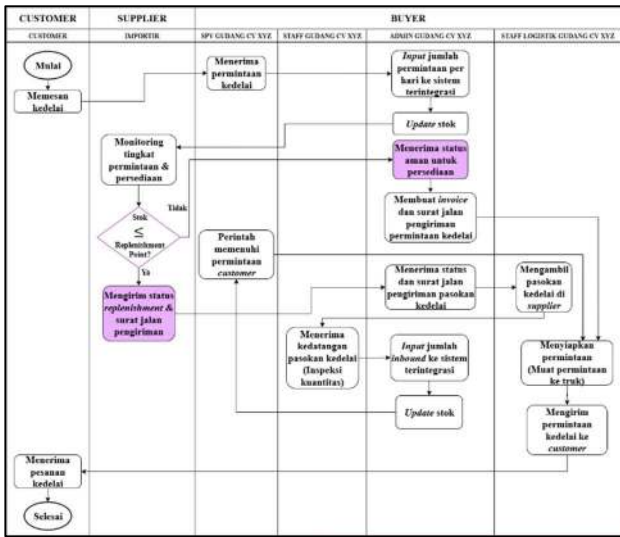 CUSTOMER
SUPPLIER
BUYER
CUSTOMER
IMPORTIR
SPV GUDANG CV XYZ
STAFF GUDANG CV XYZ
ADMIN GUDANG CV XYZ
STAFF LOGISTIK GUDANG CV XYZ
Mulai
Memesan
kedelai
Menerima
permintaan
kedelai
Input jumlah
permintaan per
hari ke sistem
terintegrasi
Update stok
Monitoring
tingkat
permintaan &
persediaan
Menerima status
aman untuk
persediaan
Tidak
Stok
≤
Replenishment
Point?
Ya
Membuat invoice
dan surat jalan
pengiriman
permintaan kedelai
Perintah
memenuhi
permintaan
customer
Mengirim status
replenishment &
surat jalan
pengiriman
Menerima status
dan surat jalan
pengiriman pasokan
kedelai
Mengambil
pasokan
kedelai di
supplier
Menerima
kedatangan
pasokan kedelai
(Inspeksi
kuantitas)
Input jumlah
inbound ke sistem
terintegrasi
Menyiapkan
permintaan
(Muat permintaan
ke truk)
Update stok
Mengirim
permintaan
kedelai ke
customer
Menerima
pesanan
kedelai
Selesai